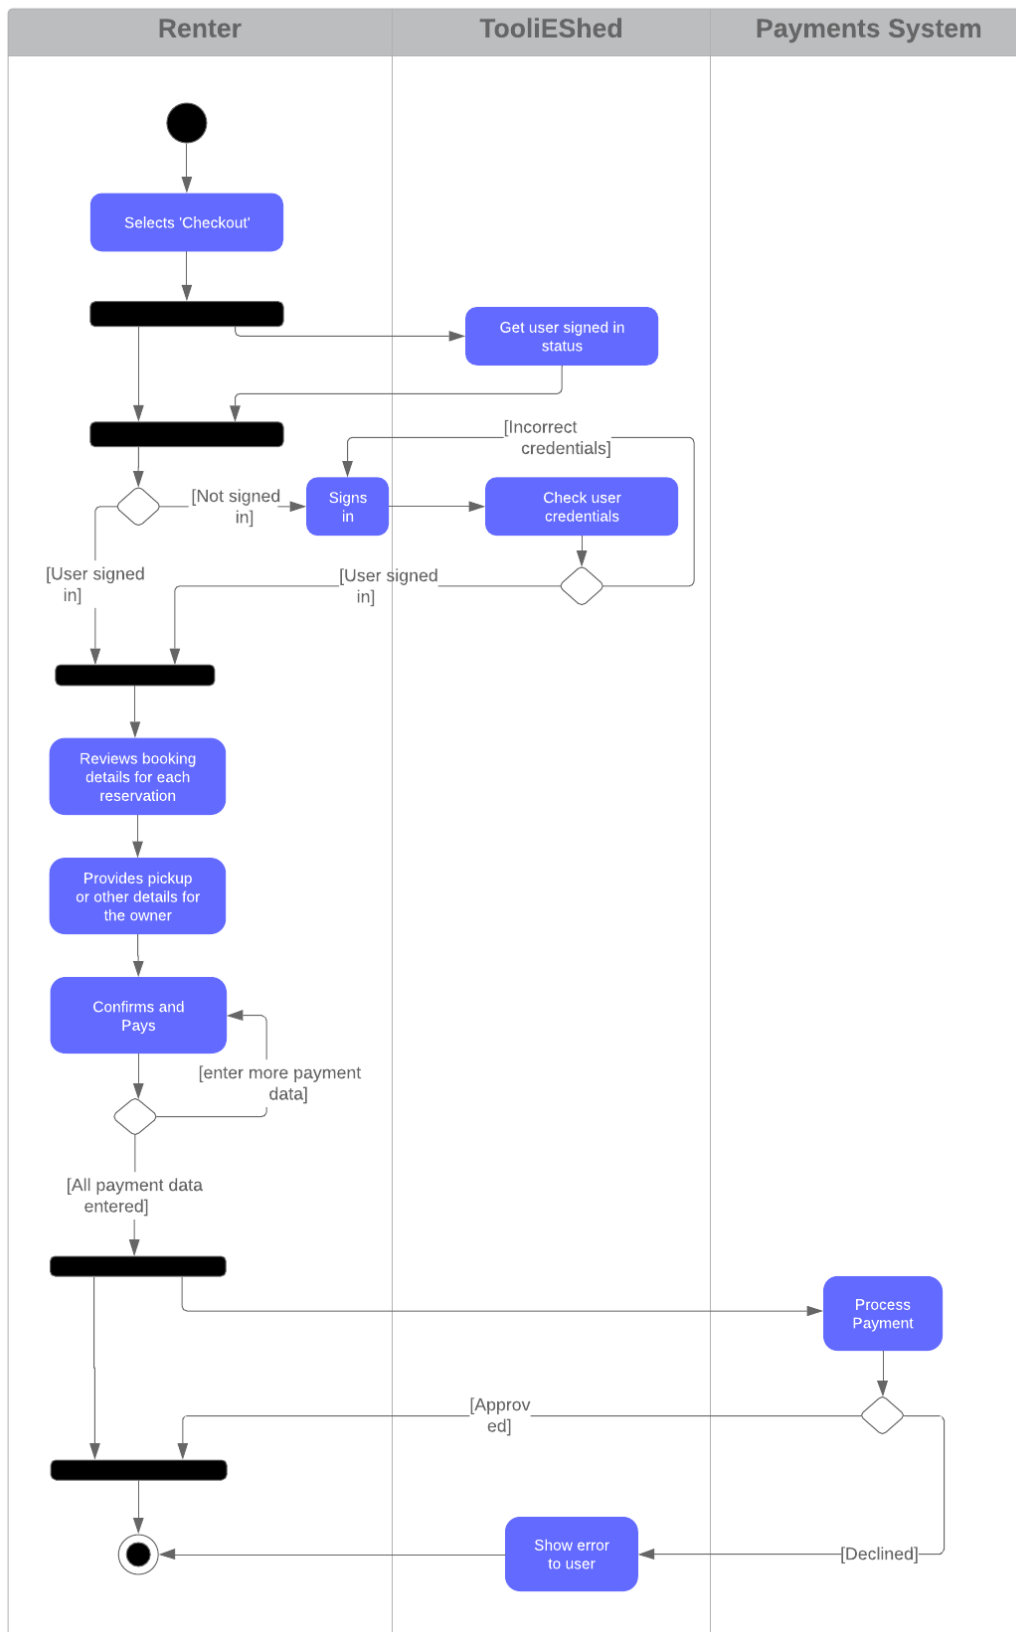 Renter
TooliEShed
Payments System
Selects 'Checkout'
Get user signed in
status
[Incorrect
credentials]
[Not signed
in]
Signs
in
Check user
credentials
[User signed
in]
[User signed
in]
Reviews booking
details for each
reservation
Provides pickup
or other details for
the owner
Confirms and
Pays
[enter more payment
data]
[All payment data
entered]
Process
Payment
[Approv
ed]
Show error
to user
[Declined]